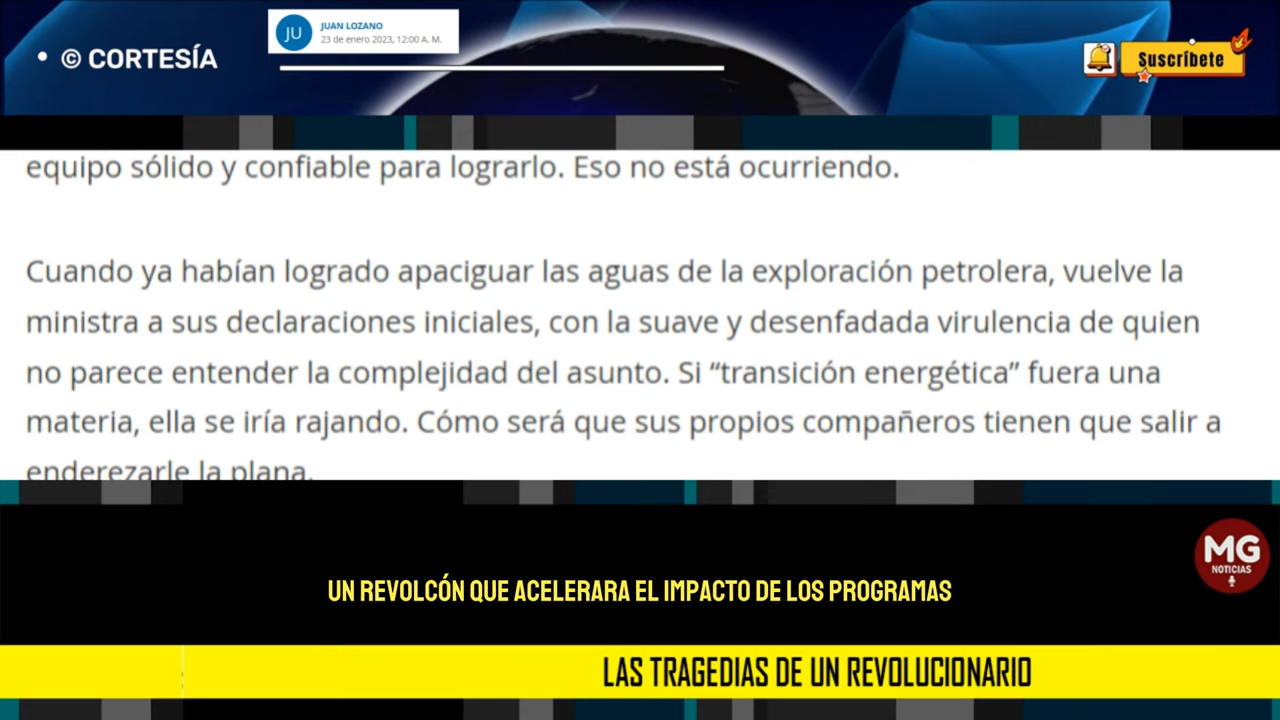 • © CORTESÍA
JU
JUAN LOZANO
23 de enero 2023, 12:00 A. M.
Suscríbete
equipo sólido y confiable para lograrlo. Eso no está ocurriendo.
Cuando ya habían logrado apaciguar las aguas de la exploración petrolera, vuelve la
ministra a sus declaraciones iniciales, con la suave y desenfadada virulencia de quien
no parece entender la complejidad del asunto. Si “transición energética” fuera una
materia, ella se iría rajando. Cómo será que sus propios compañeros tienen que salir a
enderezarle la plana.
MG
NOTICIAS
UN REVOLCÓN QUE ACELERARA EL IMPACTO DE LOS PROGRAMAS
LAS TRAGEDIAS DE UN REVOLUCIONARIO